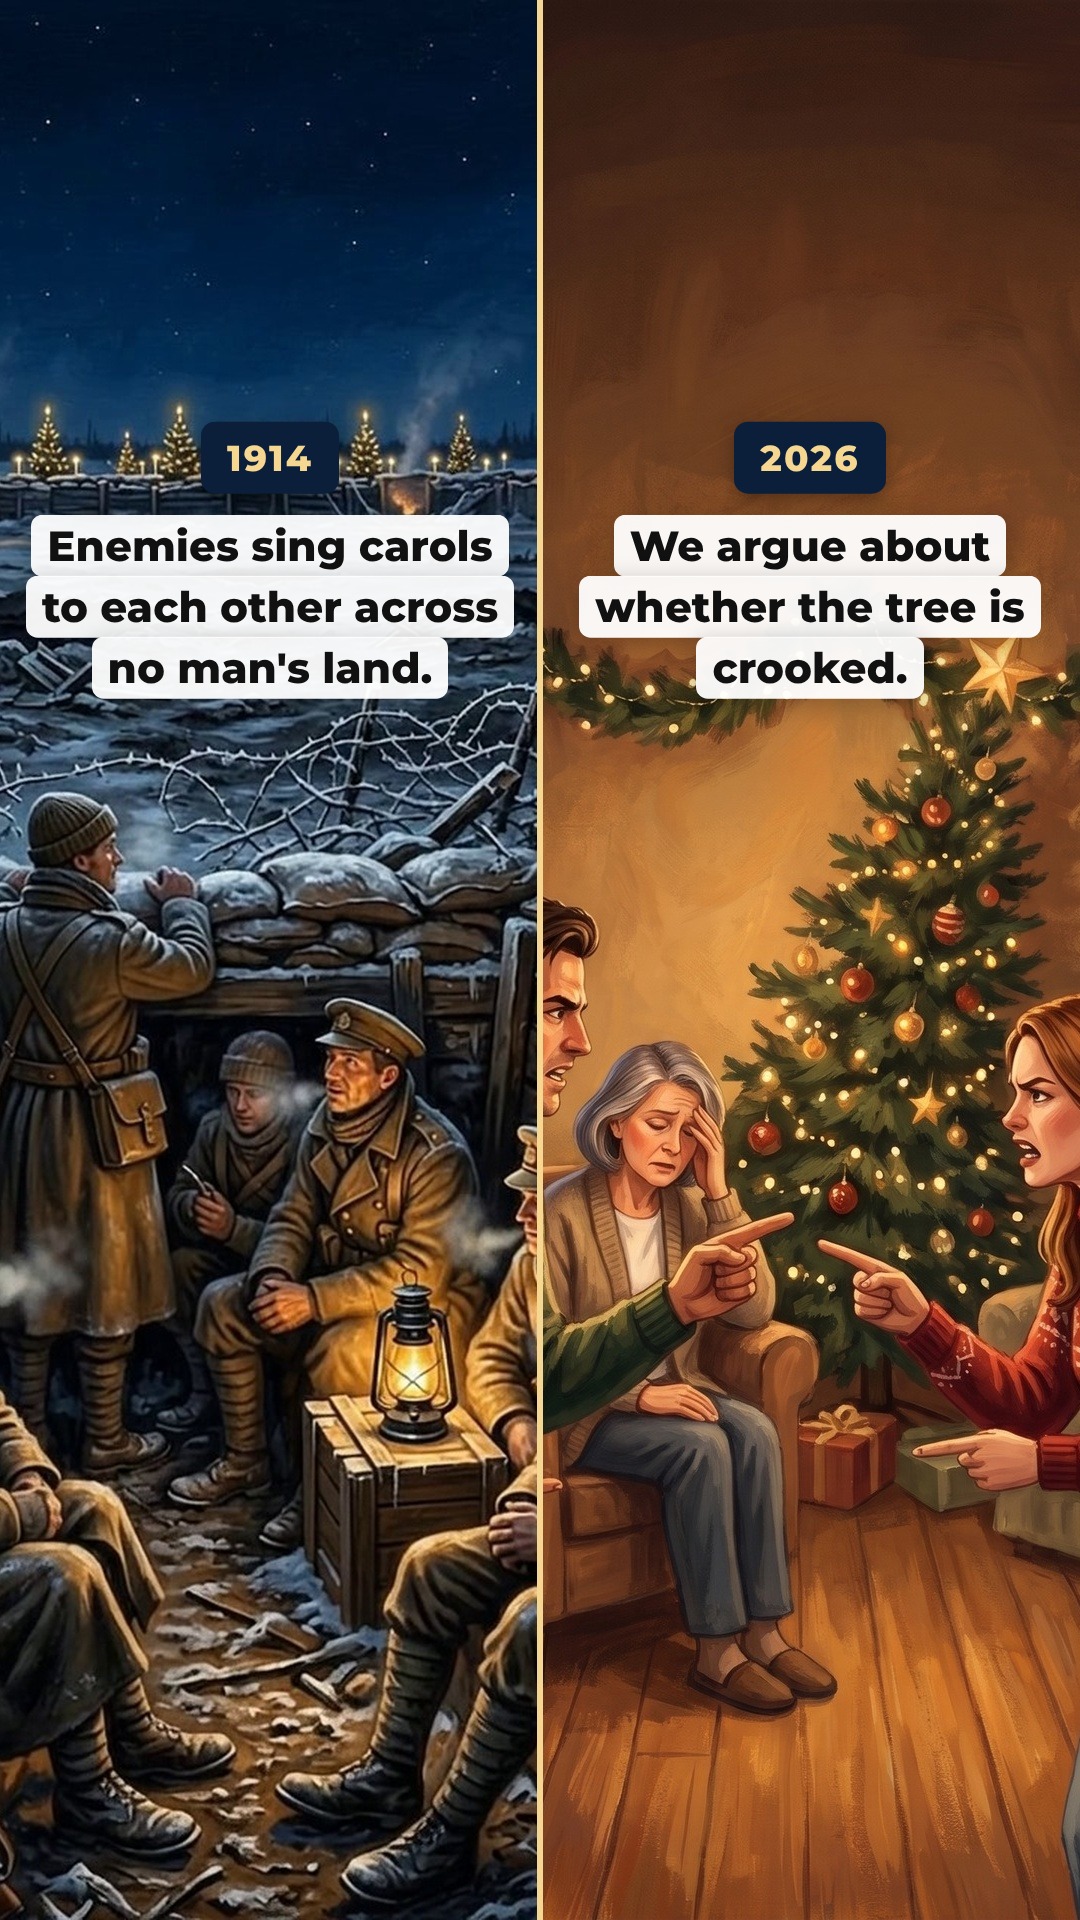 1914
Enemies sing carols
to each other across
no man's land.
2026
We argue about
whether the tree is
crooked.